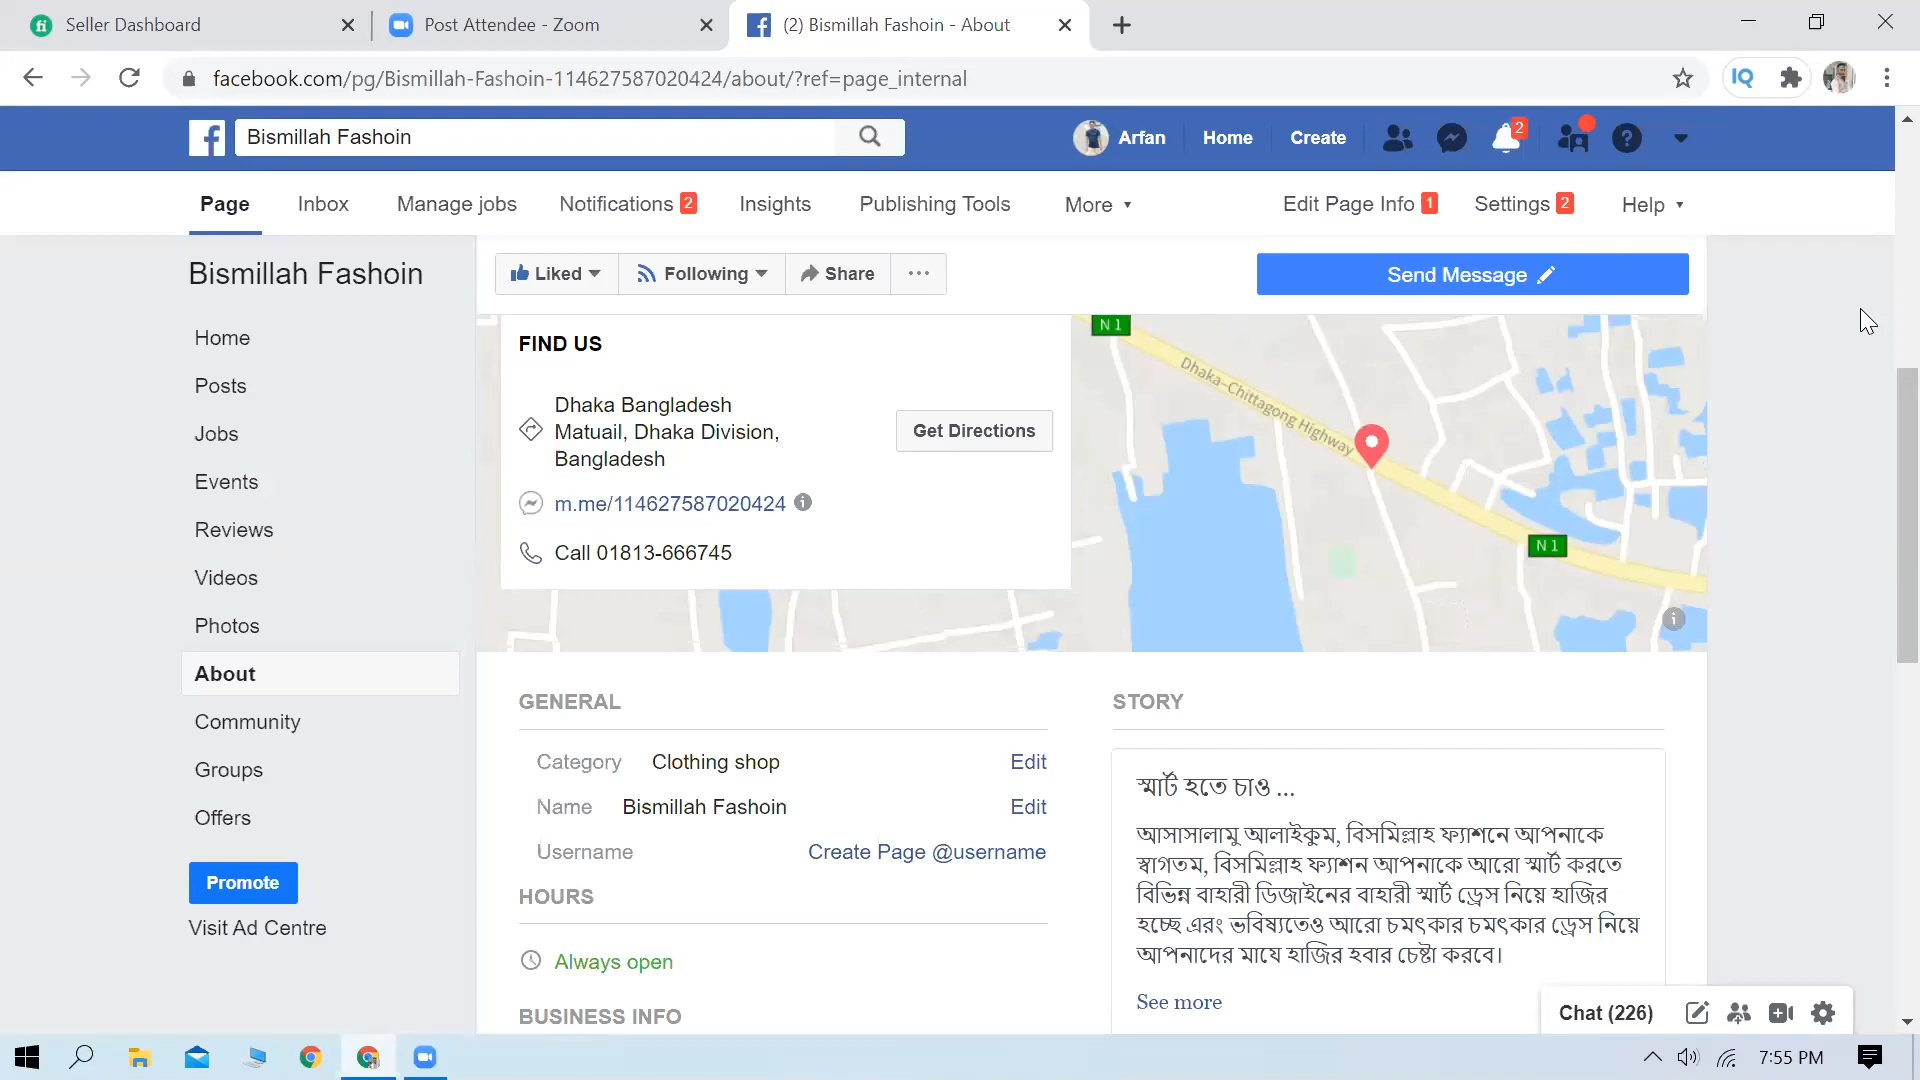 Seller Dashboard
Post Attendee - Zoom
(2) Bismillah Fashoin - About
facebook.com/pg/Bismillah-Fashoin-114627587020424/about/?ref=page_internal
IQ
Bismillah Fashoin
Arfan
Home
Create
2
Page
Inbox
Manage jobs
Notifications 2
Insights
Publishing Tools
More
Edit Page Info 1
Settings 2
Help
Bismillah Fashoin
Home
Posts
Jobs
Events
Reviews
Videos
Photos
About
Community
Groups
Offers
Promote
Visit Ad Centre
Liked
Following
Share
Send Message
FIND US
Dhaka Bangladesh
Matuail, Dhaka Division,
Bangladesh
Get Directions
m.me/114627587020424
Call 01813-666745
N 1
Dhaka-Chittagong Highway
N 1
GENERAL
Category Clothing shop Edit
Name Bismillah Fashoin Edit
Username Create Page @username
HOURS
Always open
BUSINESS INFO
STORY
স্মার্ট হতে চাও ...
আসাসালামু আলাইকুম, বিসমিল্লাহ ফ্যাশনে আপনাকে
স্বাগতম, বিসমিল্লাহ ফ্যাশন আপনাকে আরো স্মার্ট করতে
বিভিন্ন বাহারী ডিজাইনের বাহারী স্মার্ট ড্রেস নিয়ে হাজির
হচ্ছে এরং ভবিষ্যতেও আরো চমৎকার চমৎকার ড্রেস নিয়ে
আপনাদের মাযে হাজির হবার চেষ্টা করবে।
See more
Chat (226)
7:55 PM